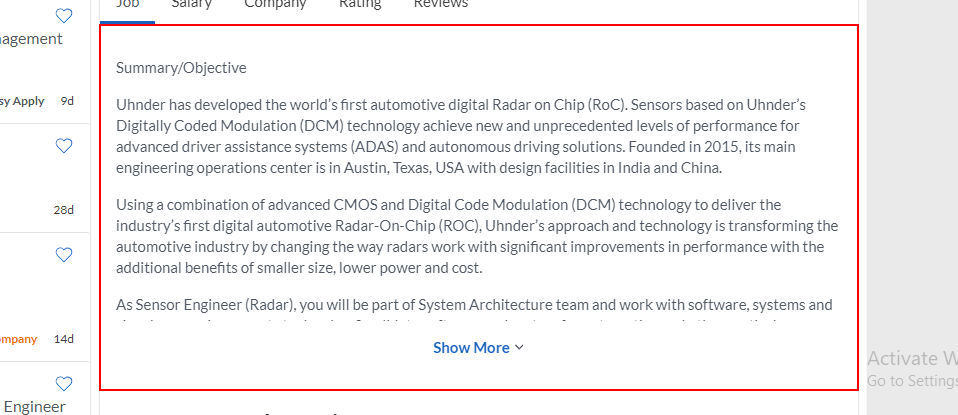 Job Salary Company Rating Reviews
nagement
sy Apply 9d
28d
ompany 14d
Engineer
Summary/Objective
Uhnder has developed the world's first automotive digital Radar on Chip (RoC). Sensors based on Uhnder's
Digitally Coded Modulation (DCM) technology achieve new and unprecedented levels of performance for
advanced driver assistance systems (ADAS) and autonomous driving solutions. Founded in 2015, its main
engineering operations center is in Austin, Texas, USA with design facilities in India and China.
Using a combination of advanced CMOS and Digital Code Modulation (DCM) technology to deliver the
industry's first digital automotive Radar-On-Chip (ROC), Uhnder's approach and technology is transforming the
automotive industry by changing the way radars work with significant improvements in performance with the
additional benefits of smaller size, lower power and cost.
As Sensor Engineer (Radar), you will be part of System Architecture team and work with software, systems and
Show More
Activate W
Go to Settings